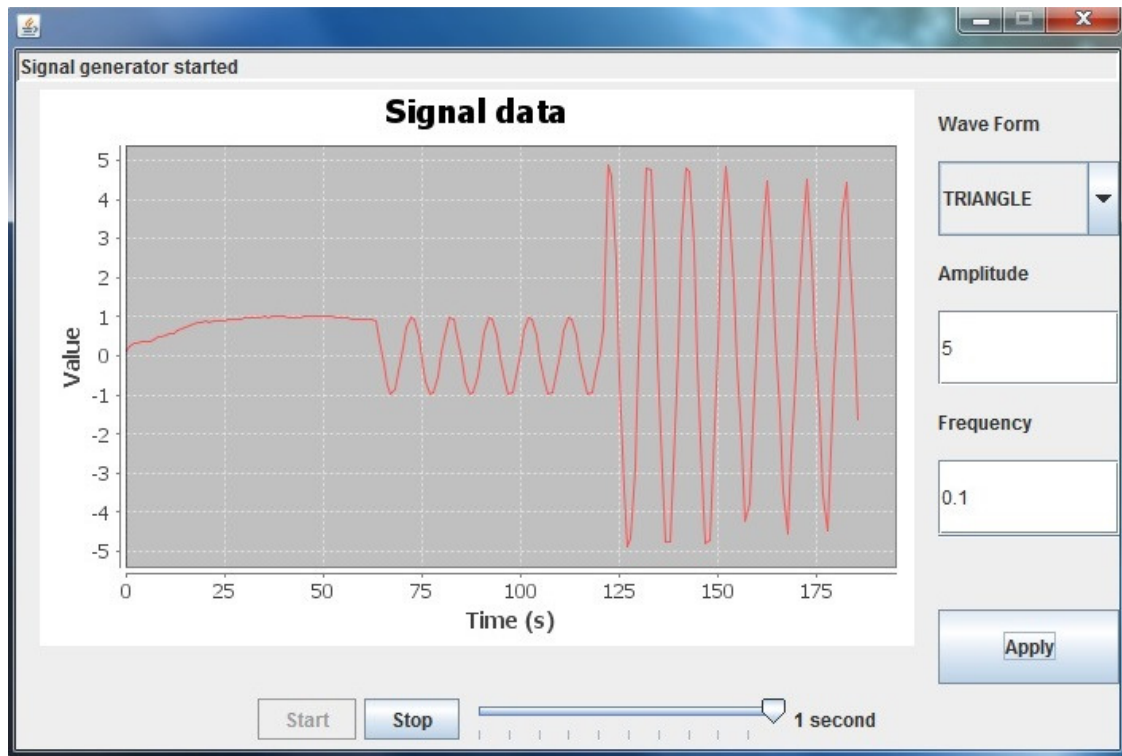 Signal generator started
Signal data
5
4
3
2
1
0
-1
-2
-3
-4
-5
Value
0 25 50 75 100 125 150 175
Time (s)
Wave Form
TRIANGLE
Amplitude
5
Frequency
0.1
Apply
Start Stop 1 second